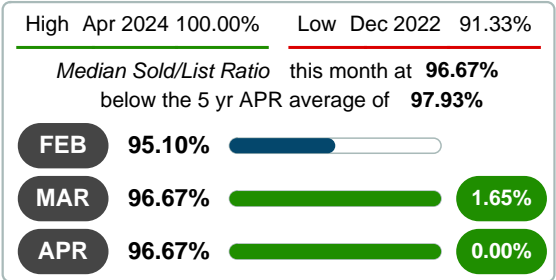 High Apr 2024 100.00% Low Dec 2022 91.33%
Median Sold/List Ratio this month at 96.67%
below the 5 yr APR average of 97.93%
FEB 95.10%
MAR 96.67% 1.65%
APR 96.67% 0.00%